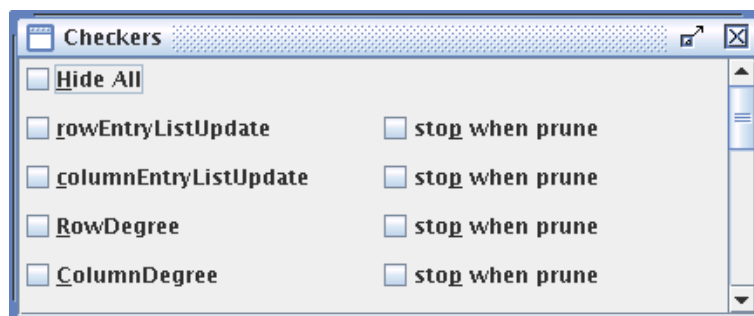 Checkers
Hide All
rowEntryListUpdate stop when prune
columnEntryListUpdate stop when prune
RowDegree stop when prune
ColumnDegree stop when prune